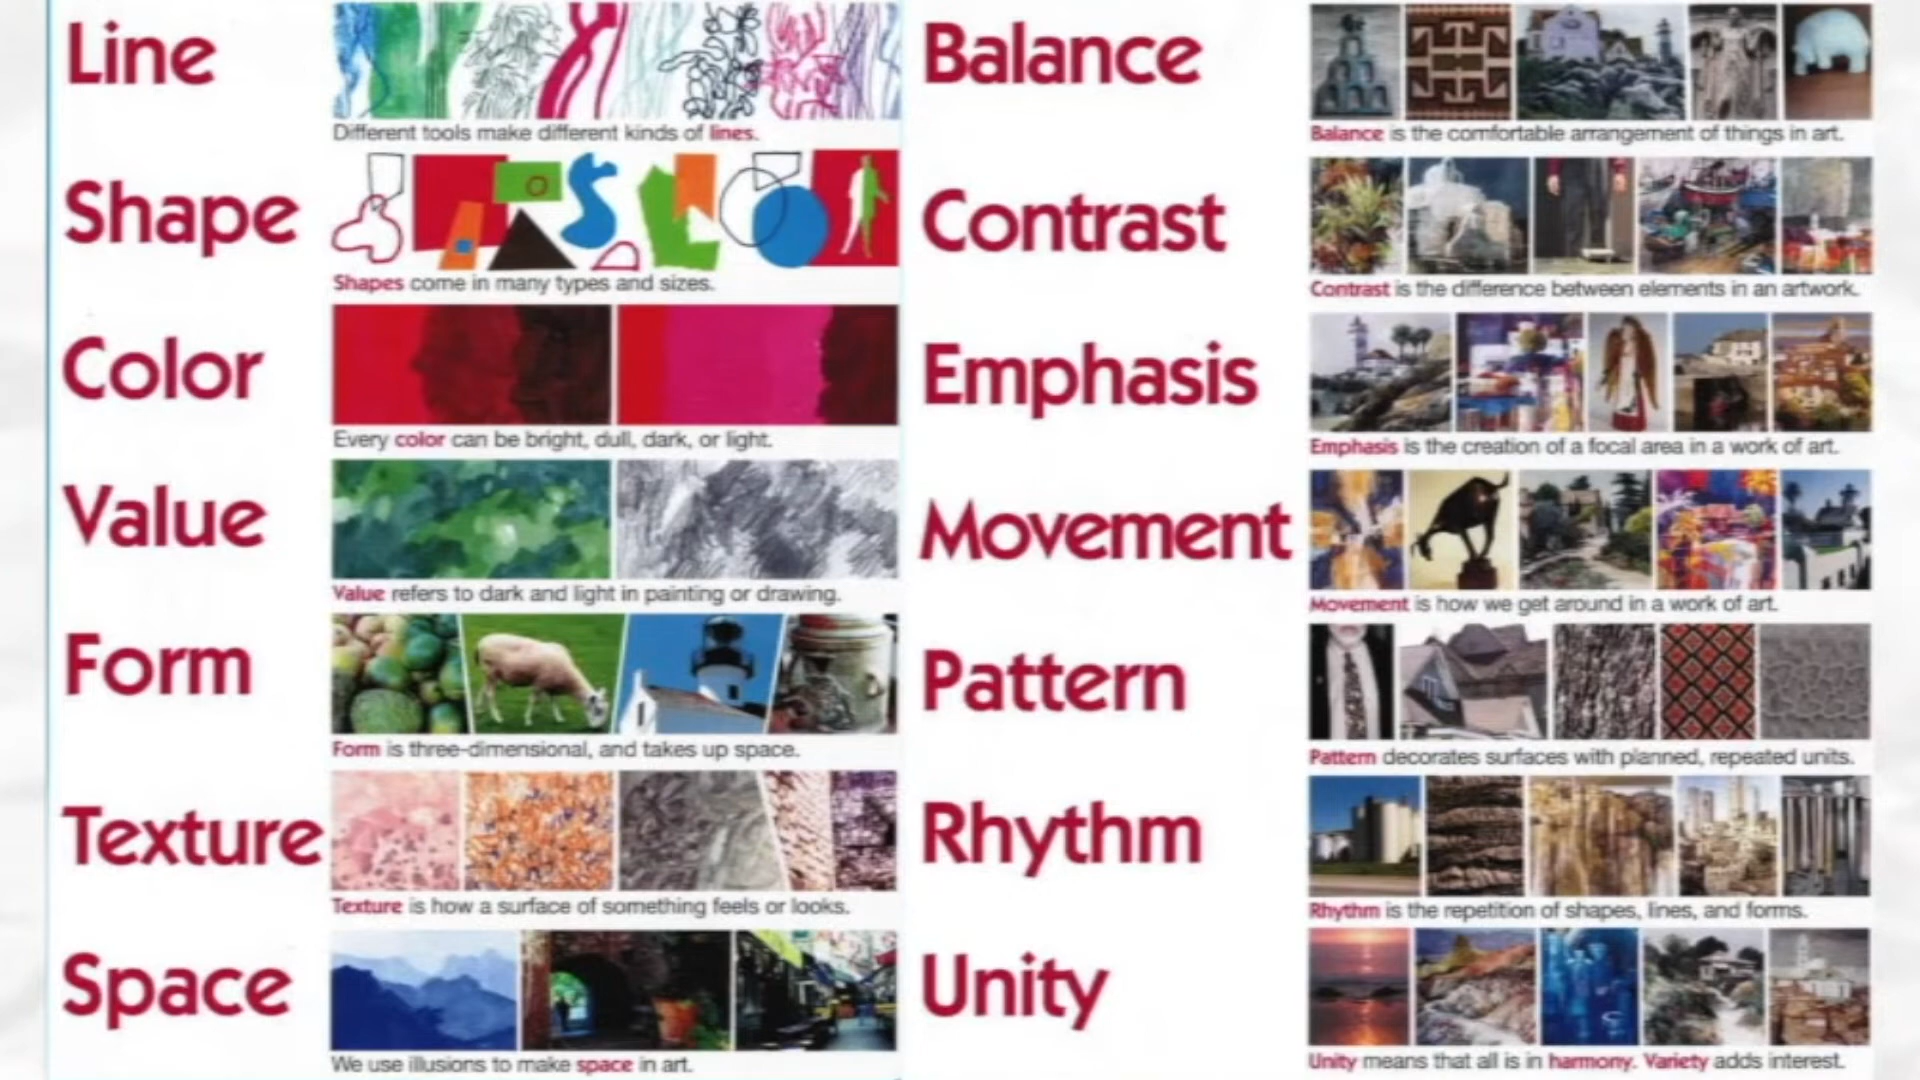 Line
Different tools make different kinds of lines.
Shape
Shapes come in many types and sizes.
Color
Every color can be bright, dull, dark, or light.
Value
Value refers to dark and light in painting or drawing.
Form
Form is three-dimensional, and takes up space.
Texture
Texture is how a surface of something feels or looks.
Space
We use illusions to make space in art.
Balance
Balance is the comfortable arrangement of things in art.
Contrast
Contrast is the difference between elements in an artwork.
Emphasis
Emphasis is the creation of a focal area in a work of art.
Movement
Movement is how we get around in a work of art.
Pattern
Pattern decorates surfaces with planned, repeated units.
Rhythm
Rhythm is the repetition of shapes, lines, and forms.
Unity
Unity means that all is in harmony. Variety adds interest.